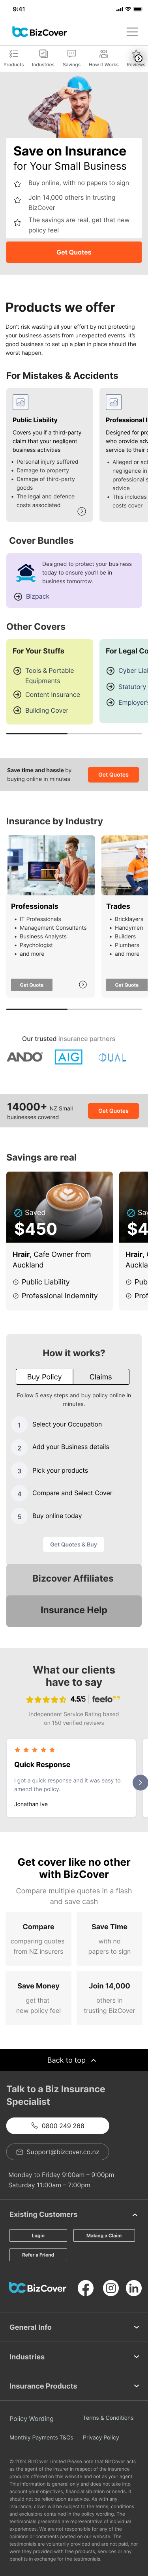 9:41
BizCover
Products Industries Savings How it Works Reviews
Save on Insurance
for Your Small Business
Buy online, with no papers to sign
Join 14,000 others in trusting
BizCover
The savings are real, get that new
policy feel
Get Quotes
Products we offer
Don't risk wasting all your effort by not protecting
your business assets from unexpected events. It's
best to set up a plan in place should the
worst happen.
For Mistakes & Accidents
Public Liability
Covers you if a third-party
claim that your negligent
business activities
Personal injury suffered
Damage to property
Damage of third-party
goods
The legal and defence
costs associated
Professional I
Designed for pro
who provide adv
service to their c
Alleged or act
negligence in
professional s
advice
This includes
costs cover
Cover Bundles
Designed to protect your business
today to ensure you'll be in
business tomorrow.
Bizpack
Other Covers
For Your Stuffs
Tools & Portable
Equipments
Content Insurance
Building Cover
For Legal Co
Cyber Lial
Statutory
Employer's
Save time and hassle by
buying online in minutes
Get Quotes
Insurance by Industry
Professionals
IT Professionals
Management Consultants
Business Analysts
Psychologist
and more
Get Quote
Trades
Bricklayers
Handymen
Builders
Plumbers
and more
Get Quote
Our trusted insurance partners
ANDO AIG DUAL
14000+ NZ Small
businesses covered
Get Quotes
Savings are real
Saved
$450
Hrair, Cafe Owner from
Auckland
Public Liability
Professional Indemnity
Sav
$4
Hrair, C
Aucklan
Pub
Prof
How it works?
Buy Policy Claims
Follow 5 easy steps and buy policy online in
minutes.
1 Select your Occupation
2 Add your Business details
3 Pick your products
4 Compare and Select Cover
5 Buy online today
Get Quotes & Buy
Bizcover Affiliates
Insurance Help
What our clients
have to say
4.5/5 feefo
Independent Service Rating based
on 150 verified reviews
Quick Response
I got a quick response and it was easy to
amend the policy.
Jonathan Ive
Get cover like no other
with BizCover
Compare multiple quotes in a flash
and save cash
Compare
comparing quotes
from NZ insurers
Save Time
with no
papers to sign
Save Money
get that
new policy feel
Join 14,000
others in
trusting BizCover
Back to top
Talk to a Biz Insurance
Specialist
0800 249 268
Support@bizcover.co.nz
Monday to Friday 9:00am – 9:00pm
Saturday 11:00am – 7:00pm
Existing Customers
Login Making a Claim
Refer a Friend
BizCover
General Info
Industries
Insurance Products
Policy Wording Terms & Conditions
Monthly Payments T&Cs Privacy Policy
© 2024 BizCover Limited Please note that BizCover acts
as the agent of the insurer in respect of the insurance
products offered on this website and not as your agent.
This information is general only and does not take into
account your objectives, financial situation or needs. It
should not be relied upon as advice. As with any
insurance, cover will be subject to the terms, conditions
and exclusions contained in the policy wording. The
testimonials presented are representative of individual
experiences. We are not responsible for any of the
opinions or comments posted on our website. The
testimonials are voluntarily provided and are not paid, nor
were they provided with free products, services or any
benefits in exchange for the testimonials.